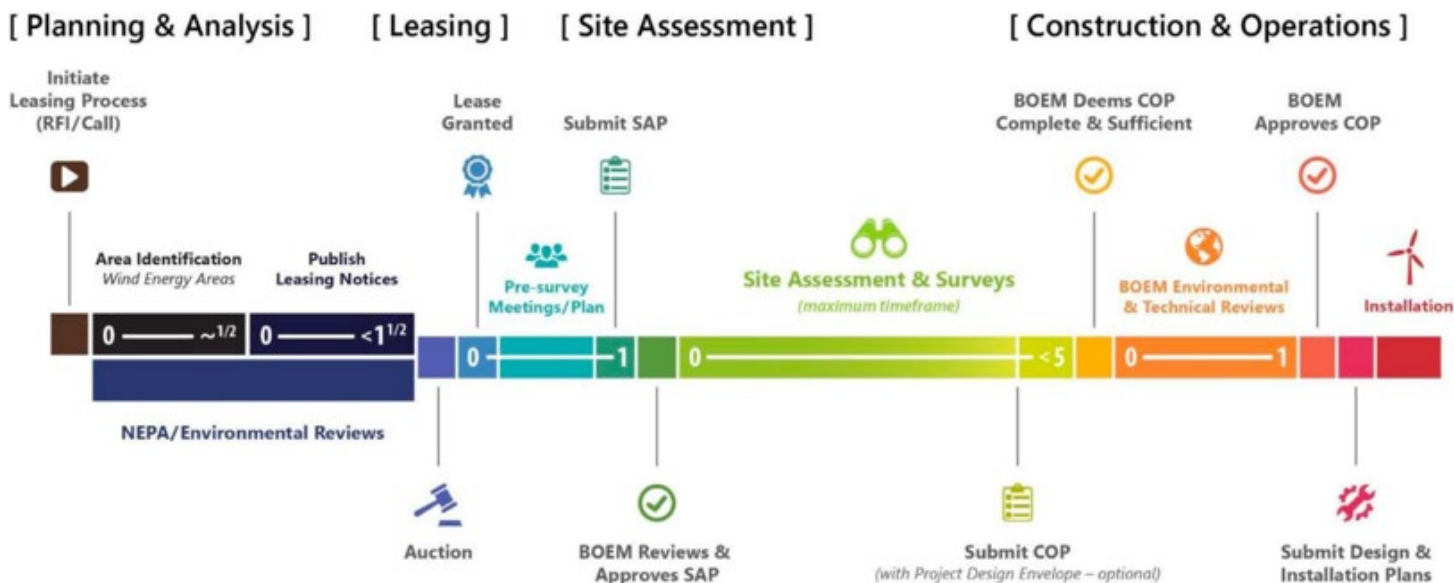 [ Planning & Analysis ] [ Leasing ] [ Site Assessment ] [ Construction & Operations ]
Initiate
Leasing Process
(RFI/Call)
Lease
Granted
Submit SAP
BOEM Deems COP
Complete & Sufficient
BOEM
Approves COP
Area Identification
Wind Energy Areas
Publish
Leasing Notices
Pre-survey
Meetings/Plan
Site Assessment & Surveys
(maximum timeframe)
BOEM Environmental
& Technical Reviews
Installation
0 ~1/2 0 <1 1/2 0 1 0 <5 0 1
NEPA/Environmental Reviews
Auction
BOEM Reviews &
Approves SAP
Submit COP
(with Project Design Envelope – optional)
Submit Design &
Installation Plans